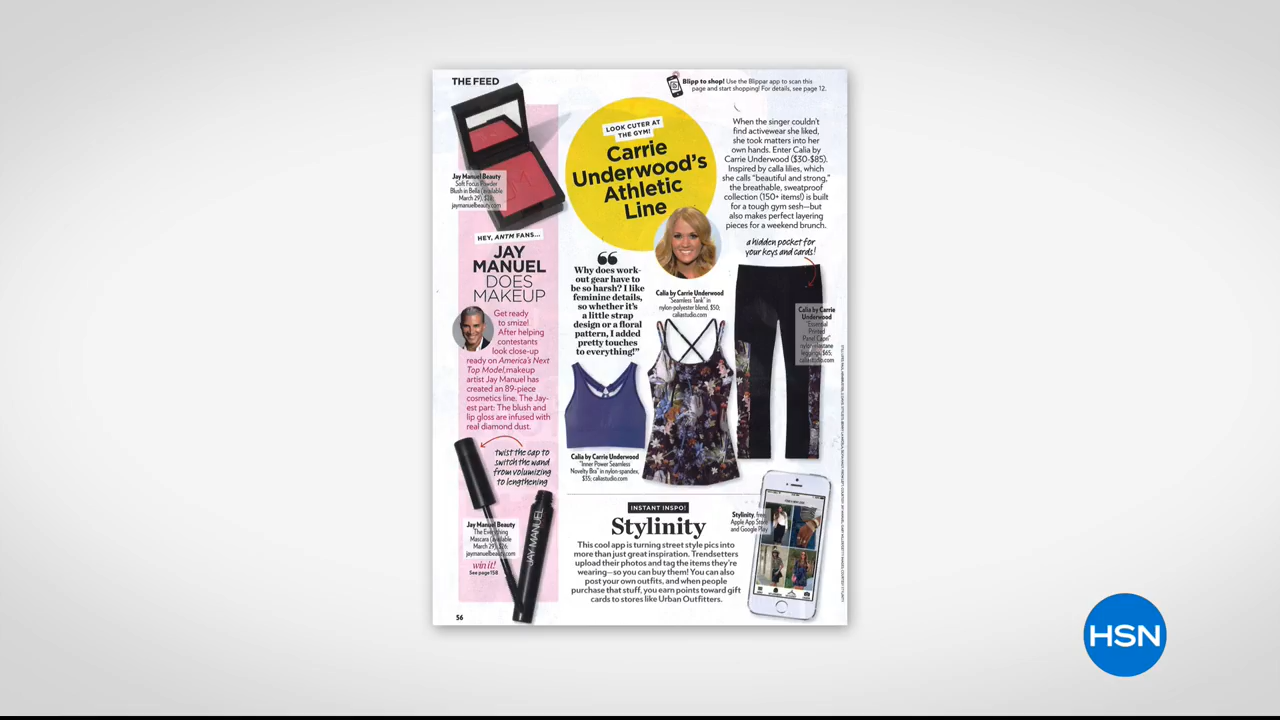 THE FEED
Blipp to shop! Use the Blippar app to scan this
page and start shopping! For details, see page 12.
Jay Manuel Beauty
Soft Focus Powder
Blush in Bella (available
March 29), $28;
jaymanuelbeauty.com
HEY, ANTM FANS...
JAY
MANUEL
DOES
MAKEUP
Get ready
to smize!
After helping
contestants
look close-up
ready on America's Next
Top Model, makeup
artist Jay Manuel has
created an 89-piece
cosmetics line. The Jay-
est part: The blush and
lip gloss are infused with
real diamond dust.
twist the cap to
switch the wand
from volumizing
to lengthening
Jay Manuel Beauty
The Everything
Mascara (available
March 29), $26;
jaymanuelbeauty.com
win it!
See page 158
JAY MANUEL
56
LOOK CUTER AT
THE GYM!
Carrie
Underwood's
Athletic
Line
When the singer couldn't
find activewear she liked,
she took matters into her
own hands. Enter Calia by
Carrie Underwood ($30-$85).
Inspired by calla lilies, which
she calls "beautiful and strong,"
the breathable, sweatproof
collection (150+ items!) is built
for a tough gym sesh—but
also makes perfect layering
pieces for a weekend brunch.
a hidden pocket for
your keys and cards!
“
Why does work-
out gear have to
be so harsh? I like
feminine details,
so whether it's
a little strap
design or a floral
pattern, I added
pretty touches
to everything!"
Calia by Carrie Underwood
"Seamless Tank" in
nylon-polyester blend, $50;
caliastudio.com
Calia by Carrie
Underwood
"Essential
Printed
Panel Capri"
nylon-elastane
leggings, $65;
caliastudio.com
Calia by Carrie Underwood
"Inner Power Seamless
Novelty Bra" in nylon-spandex,
$35; caliastudio.com
INSTANT INSPO!
Stylinity
This cool app is turning street style pics into
more than just great inspiration. Trendsetters
upload their photos and tag the items they're
wearing—so you can buy them! You can also
post your own outfits, and when people
purchase that stuff, you earn points toward gift
cards to stores like Urban Outfitters.
Stylinity, free,
Apple App Store
and Google Play
HSN